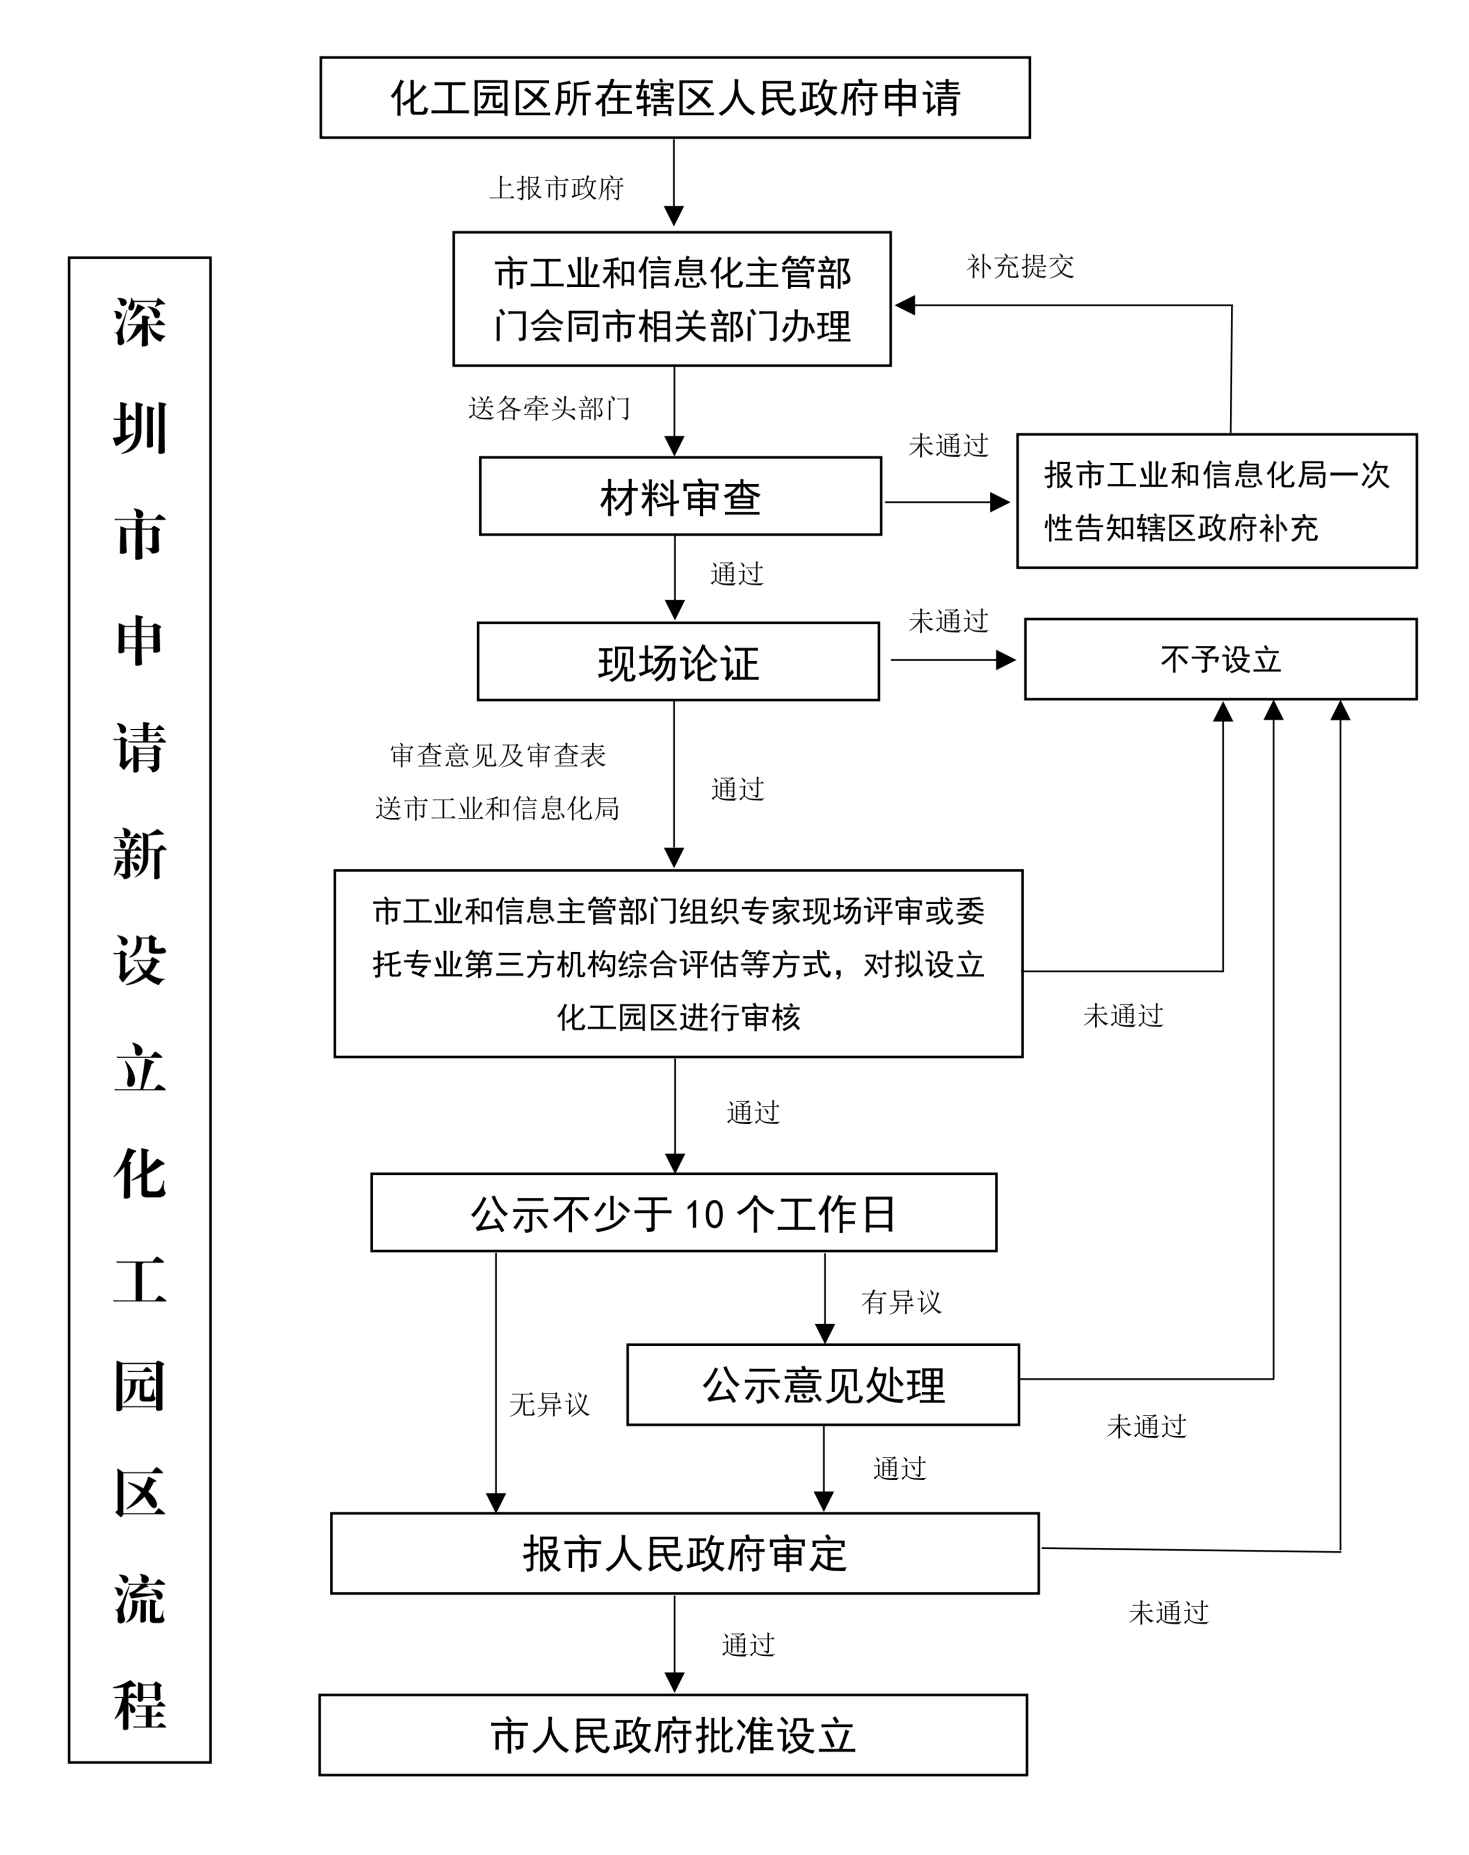 深圳市申请新设立化工园区流程
化工园区所在辖区人民政府申请
上报市政府
市工业和信息化主管部
门会同市相关部门办理
补充提交
送各牵头部门
材料审查
未通过
报市工业和信息化局一次
性告知辖区政府补充
通过
现场论证
未通过
不予设立
审查意见及审查表
送市工业和信息化局
通过
市工业和信息主管部门组织专家现场评审或委
托专业第三方机构综合评估等方式，对拟设立
化工园区进行审核
未通过
通过
公示不少于 10 个工作日
有异议
无异议
公示意见处理
未通过
通过
报市人民政府审定
未通过
通过
市人民政府批准设立